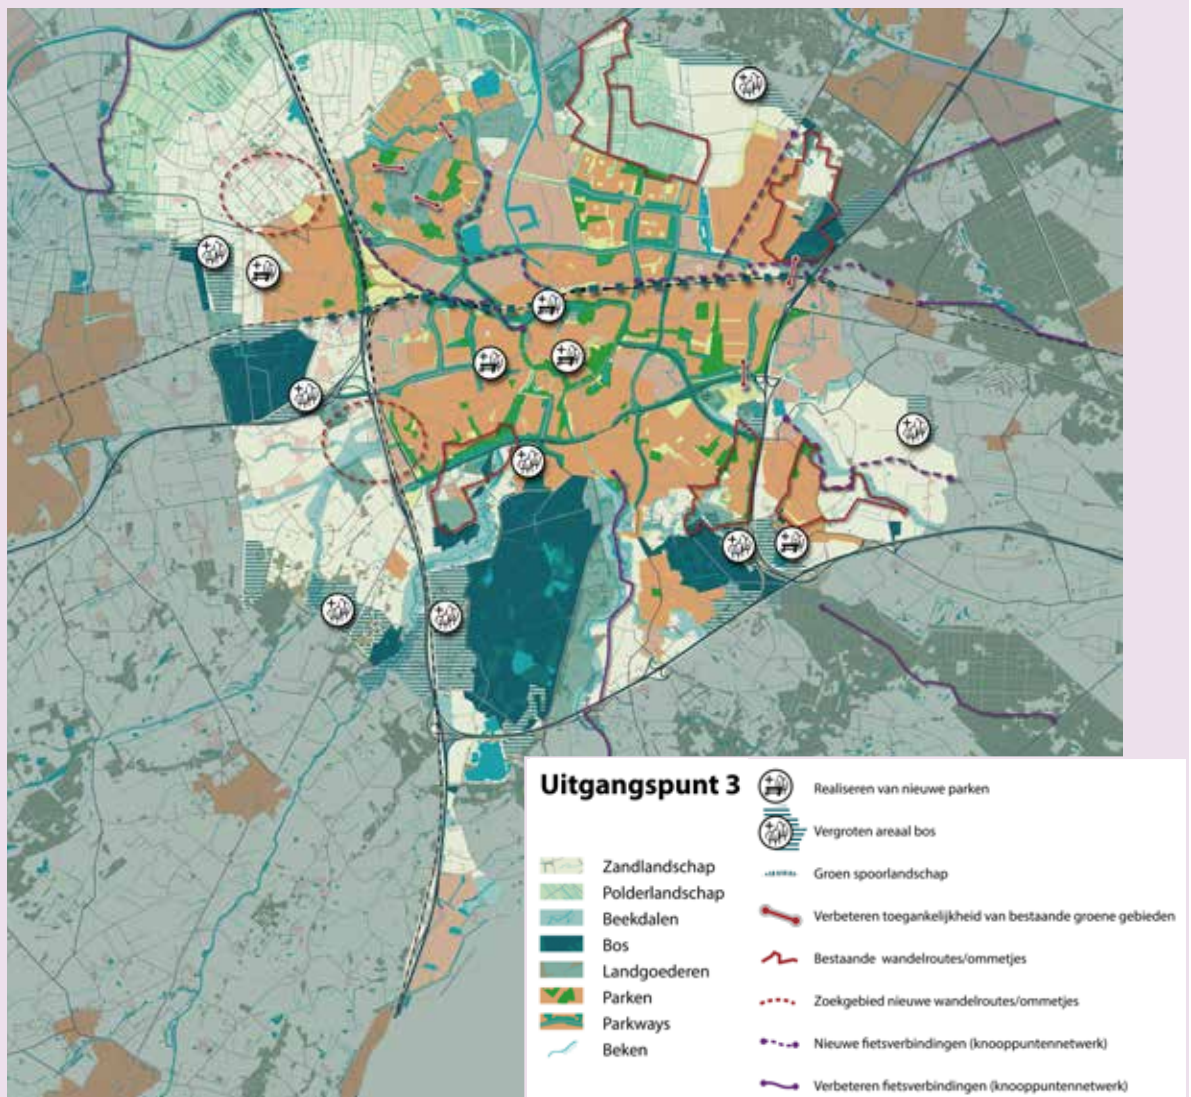 Uitgangspunt 3
Zandlandschap
Polderlandschap
Beekdalen
Bos
Landgoederen
Parken
Parkways
Beken
Realiseren van nieuwe parken
Vergroten areaal bos
Groen spoorlandschap
Verbeteren toegankelijkheid van bestaande groene gebieden
Bestaande wandelroutes/ommetjes
Zoekgebied nieuwe wandelroutes/ommetjes
Nieuwe fietsverbindingen (knooppuntennetwerk)
Verbeteren fietsverbindingen (knooppuntennetwerk)